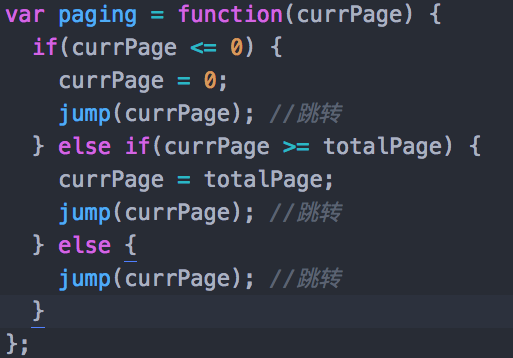 var paging = function(currPage) {
  if(currPage <= 0) {
    currPage = 0;
    jump(currPage); //跳转
  } else if(currPage >= totalPage) {
    currPage = totalPage;
    jump(currPage); //跳转
  } else {
    jump(currPage); //跳转
  }
};